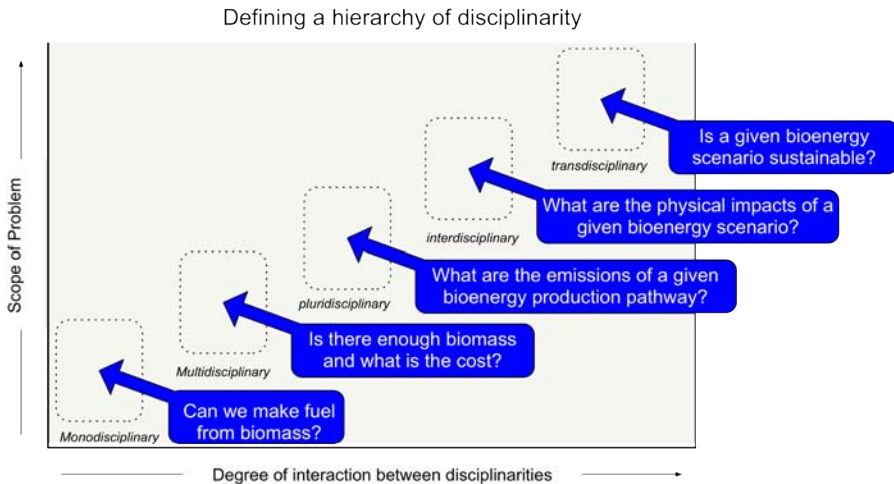 Defining a hierarchy of disciplinarity
Scope of Problem
Is a given bioenergy
scenario sustainable?
transdisciplinary
What are the physical impacts of a
given bioenergy scenario?
interdisciplinary
What are the emissions of a given
bioenergy production pathway?
pluridisciplinary
Is there enough biomass
and what is the cost?
Multidisciplinary
Can we make fuel
from biomass?
Monodisciplinary
Degree of interaction between disciplinarities